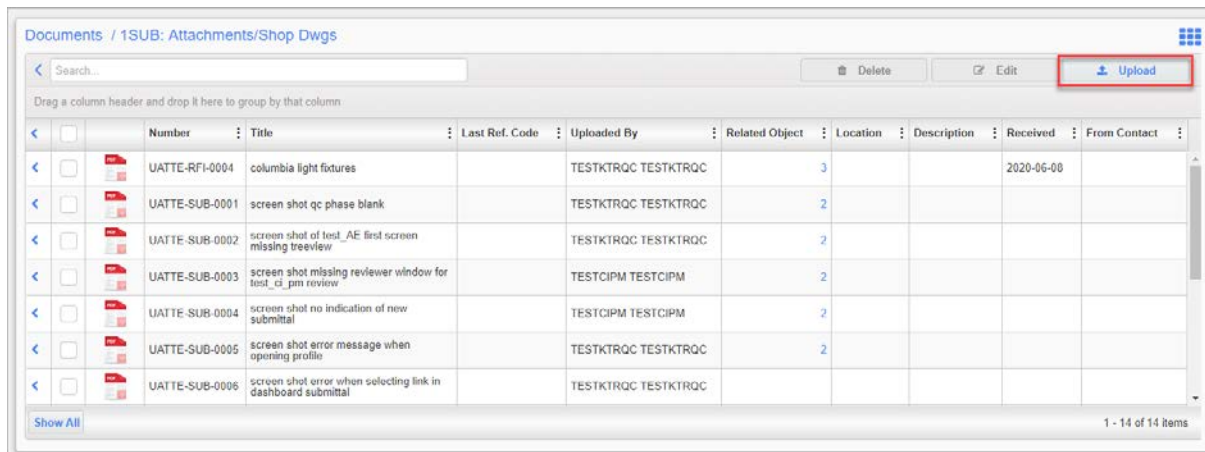 Documents / 1SUB: Attachments/Shop Dwgs
Search...
Delete
Edit
Upload
Drag a column header and drop it here to group by that column
Number Title Last Ref. Code Uploaded By Related Object Location Description Received From Contact
PDF UATTE-RFI-0004 columbia light fixtures TESTKTRQC TESTKTRQC 3 2020-06-08
PDF UATTE-SUB-0001 screen shot qc phase blank TESTKTRQC TESTKTRQC 2
PDF UATTE-SUB-0002 screen shot of test_AE first screen
missing treeview TESTKTRQC TESTKTRQC 2
PDF UATTE-SUB-0003 screen shot missing reviewer window for
test_ci_pm review TESTCIPM TESTCIPM 2
PDF UATTE-SUB-0004 screen shot no indication of new
submittal TESTCIPM TESTCIPM 2
PDF UATTE-SUB-0005 screen shot error message when
opening profile TESTKTRQC TESTKTRQC 2
PDF UATTE-SUB-0006 screen shot error when selecting link in
dashboard submittal TESTKTRQC TESTKTRQC
Show All
1 - 14 of 14 items